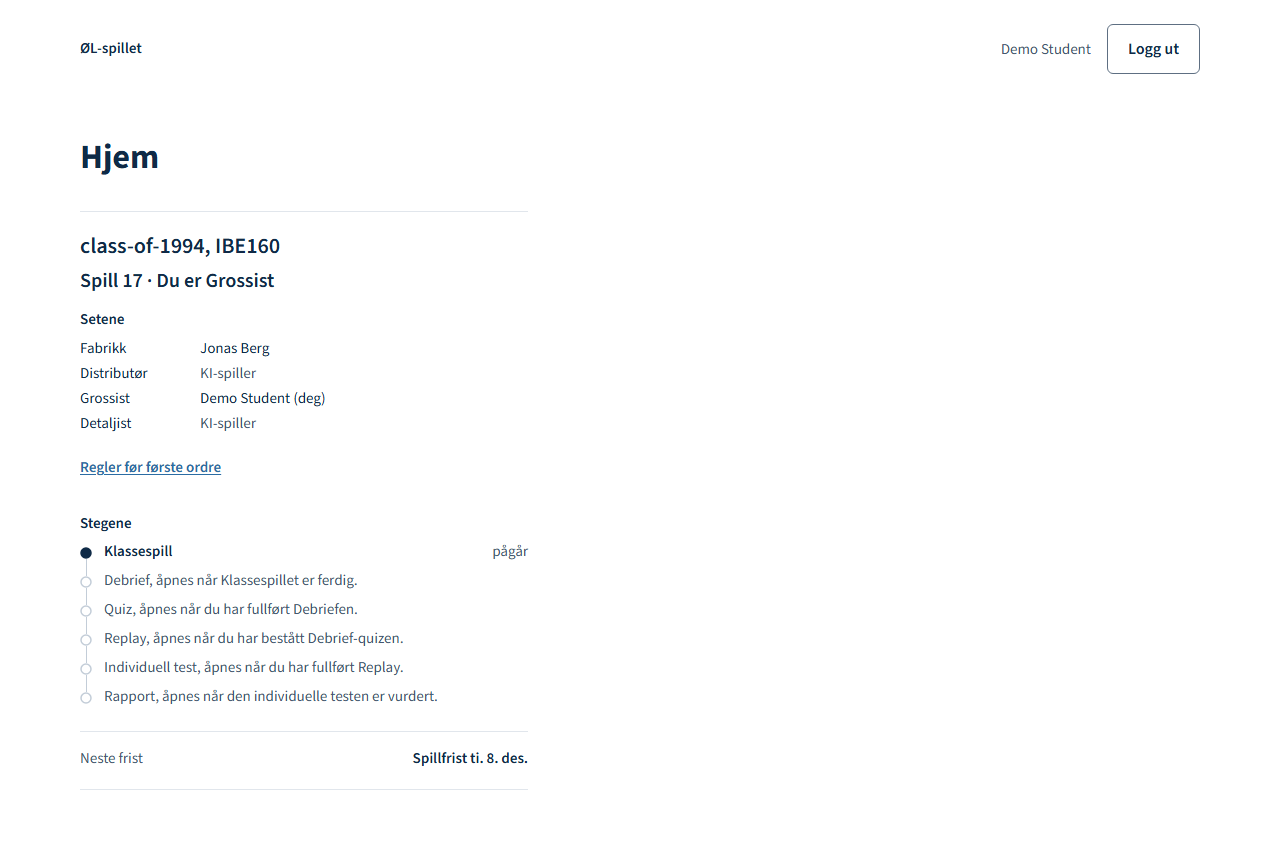 ØL-spillet
Demo Student
Logg ut
Hjem
class-of-1994, IBE160
Spill 17 · Du er Grossist
Setene
Fabrikk Jonas Berg
Distributør KI-spiller
Grossist Demo Student (deg)
Detaljist KI-spiller
Regler før første ordre
Stegene
Klassespill pågår
Debrief, åpnes når Klassespillet er ferdig.
Quiz, åpnes når du har fullført Debriefen.
Replay, åpnes når du har bestått Debrief-quizen.
Individuell test, åpnes når du har fullført Replay.
Rapport, åpnes når den individuelle testen er vurdert.
Neste frist Spillfrist ti. 8. des.